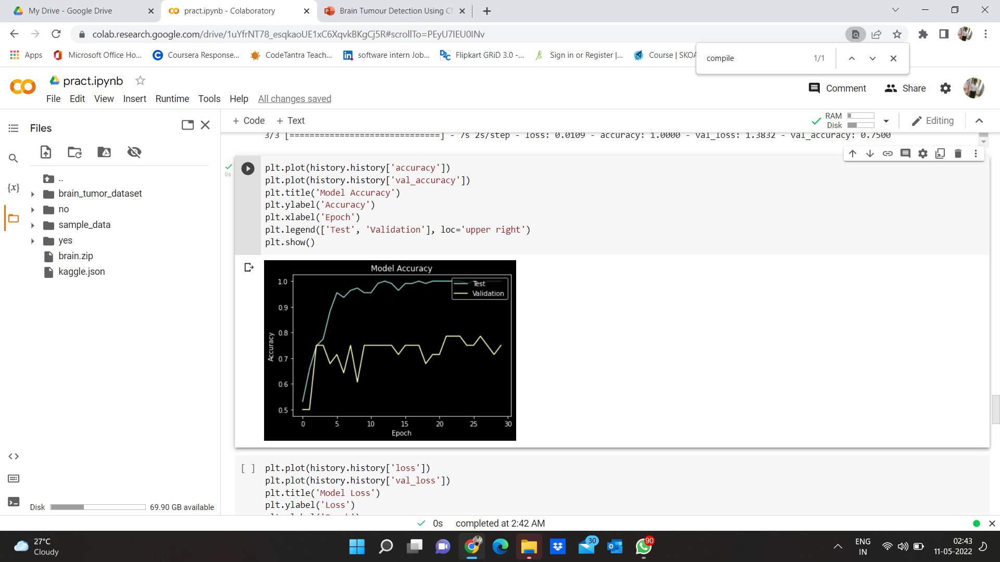 My Drive - Google Drive
pract.ipynb - Colaboratory
Brain Tumour Detection Using CN
colab.research.google.com/drive/1uYfrNT78_esqkaoUE1xC6XqvkBKgCj5R#scrollTo=PEyU7IEU0INv
Apps
Microsoft Office Ho...
Coursera Response...
CodeTantra Teach...
software intern Job...
Flipkart GRiD 3.0 -...
Sign in or Register |...
Course | SKOA
compile
1/1
pract.ipynb
File Edit View Insert Runtime Tools Help All changes saved
Comment
Share
Files
+ Code + Text
RAM
Disk
Editing
3/3 [==============================] - 7s 2s/step - loss: 0.0109 - accuracy: 1.0000 - val_loss: 1.3832 - val_accuracy: 0.7500
{x}
..
brain_tumor_dataset
no
sample_data
yes
brain.zip
kaggle.json
Disk
69.90 GB available
0s
plt.plot(history.history['accuracy'])
plt.plot(history.history['val_accuracy'])
plt.title('Model Accuracy')
plt.ylabel('Accuracy')
plt.xlabel('Epoch')
plt.legend(['Test', 'Validation'], loc='upper right')
plt.show()
Model Accuracy
Test
Validation
Accuracy
1.0
0.9
0.8
0.7
0.6
0.5
0 5 10 15 20 25 30
Epoch
[ ]
plt.plot(history.history['loss'])
plt.plot(history.history['val_loss'])
plt.title('Model Loss')
plt.ylabel('Loss')
0s completed at 2:42 AM
27°C
Cloudy
30
90
ENG
IN
02:43
11-05-2022